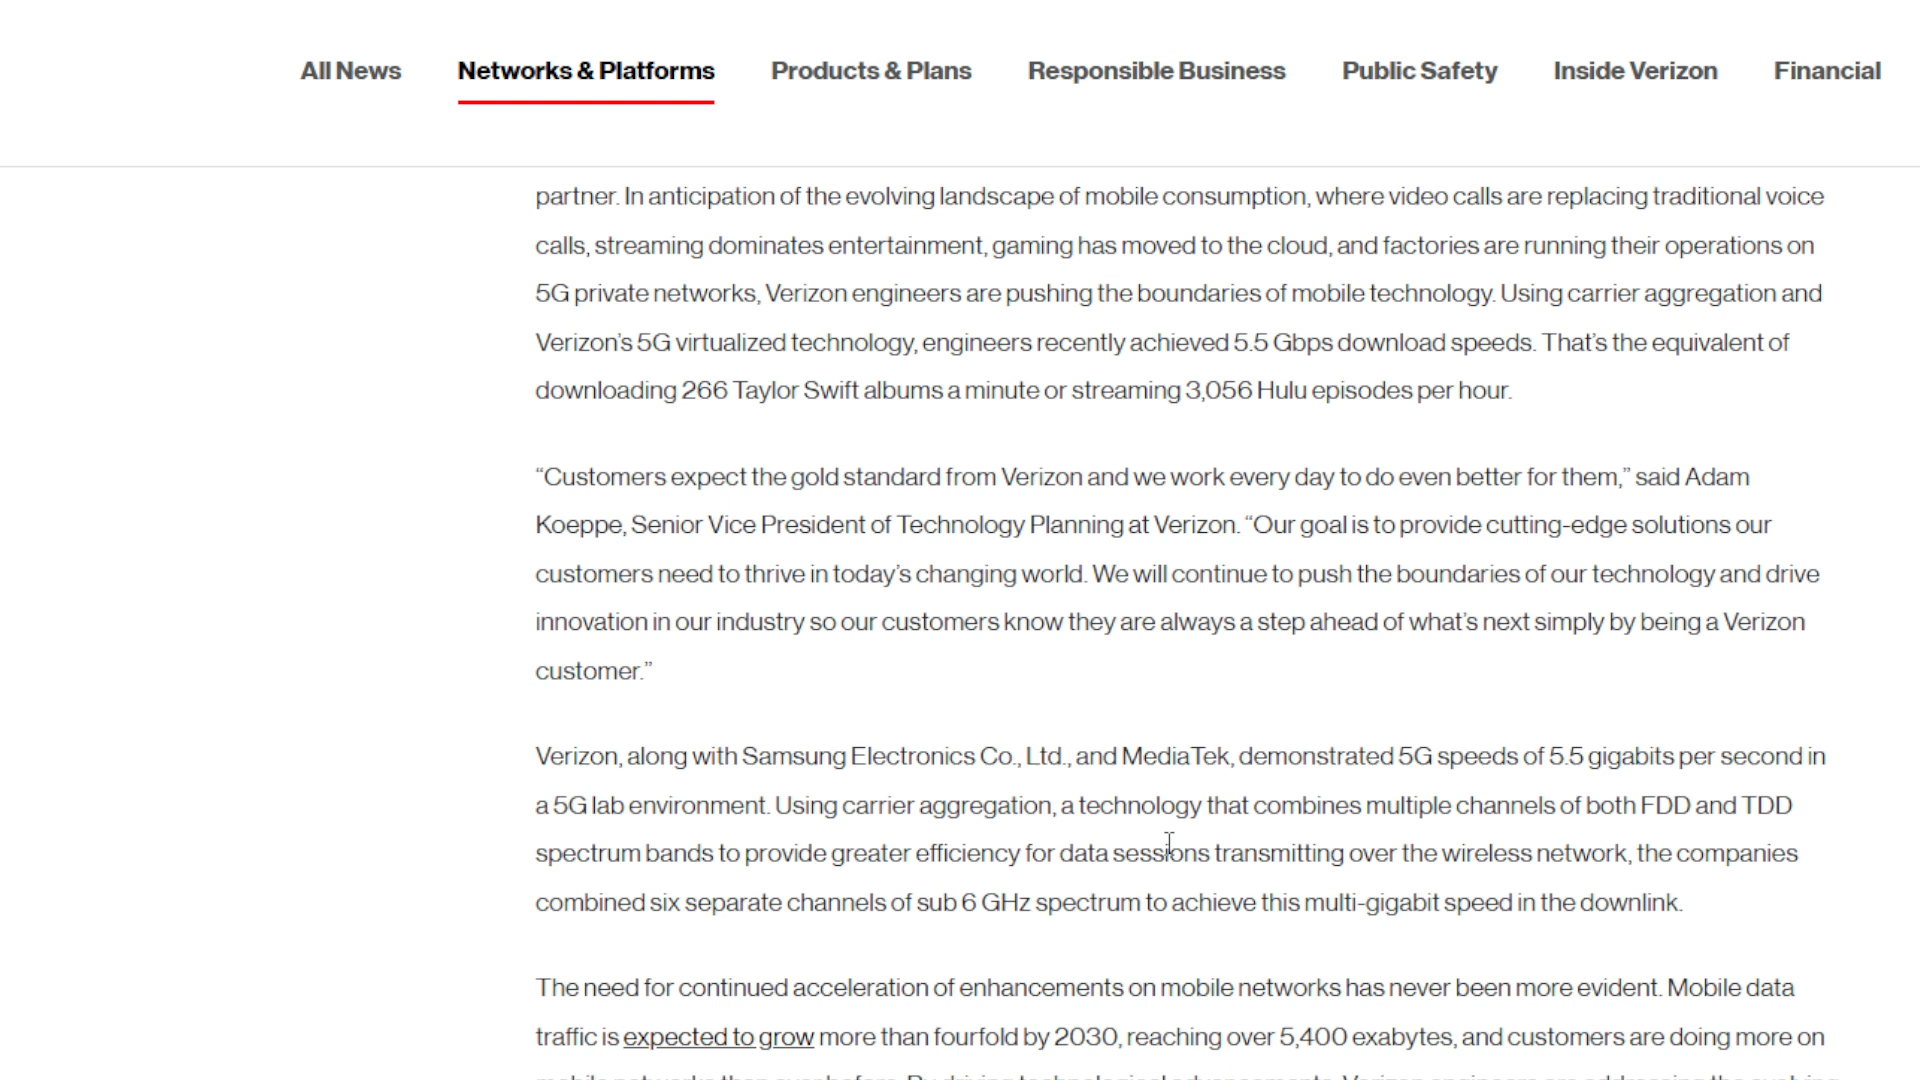 All News Networks & Platforms Products & Plans Responsible Business Public Safety Inside Verizon Financial
partner. In anticipation of the evolving landscape of mobile consumption, where video calls are replacing traditional voice
calls, streaming dominates entertainment, gaming has moved to the cloud, and factories are running their operations on
5G private networks, Verizon engineers are pushing the boundaries of mobile technology. Using carrier aggregation and
Verizon’s 5G virtualized technology, engineers recently achieved 5.5 Gbps download speeds. That’s the equivalent of
downloading 266 Taylor Swift albums a minute or streaming 3,056 Hulu episodes per hour.
“Customers expect the gold standard from Verizon and we work every day to do even better for them,” said Adam
Koeppe, Senior Vice President of Technology Planning at Verizon. “Our goal is to provide cutting-edge solutions our
customers need to thrive in today’s changing world. We will continue to push the boundaries of our technology and drive
innovation in our industry so our customers know they are always a step ahead of what’s next simply by being a Verizon
customer.”
Verizon, along with Samsung Electronics Co., Ltd., and MediaTek, demonstrated 5G speeds of 5.5 gigabits per second in
a 5G lab environment. Using carrier aggregation, a technology that combines multiple channels of both FDD and TDD
spectrum bands to provide greater efficiency for data sessions transmitting over the wireless network, the companies
combined six separate channels of sub 6 GHz spectrum to achieve this multi-gigabit speed in the downlink.
The need for continued acceleration of enhancements on mobile networks has never been more evident. Mobile data
traffic is expected to grow more than fourfold by 2030, reaching over 5,400 exabytes, and customers are doing more on